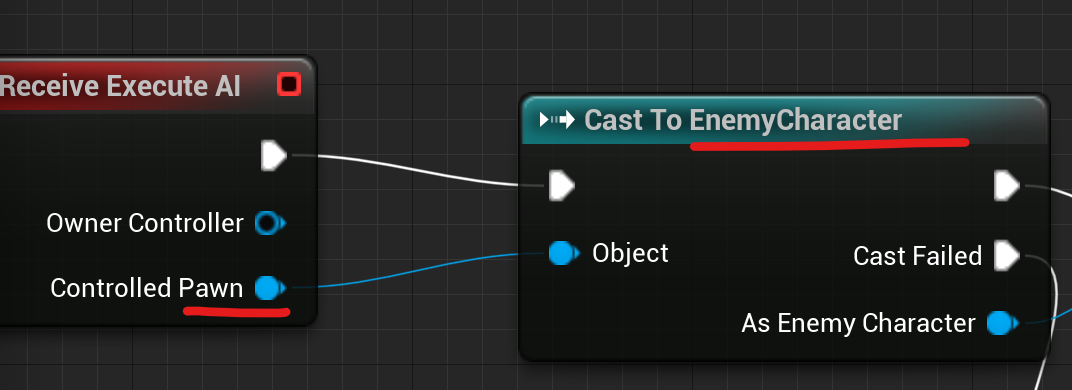 Receive Execute AI
Owner Controller
Controlled Pawn
Cast To EnemyCharacter
Object
Cast Failed
As Enemy Character